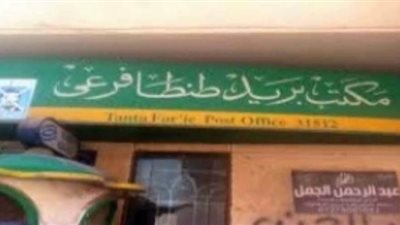 مكتب بريد طنطا فرعى
Tanta Far'ie Post Office 31512
عبد الرحمن الجمل